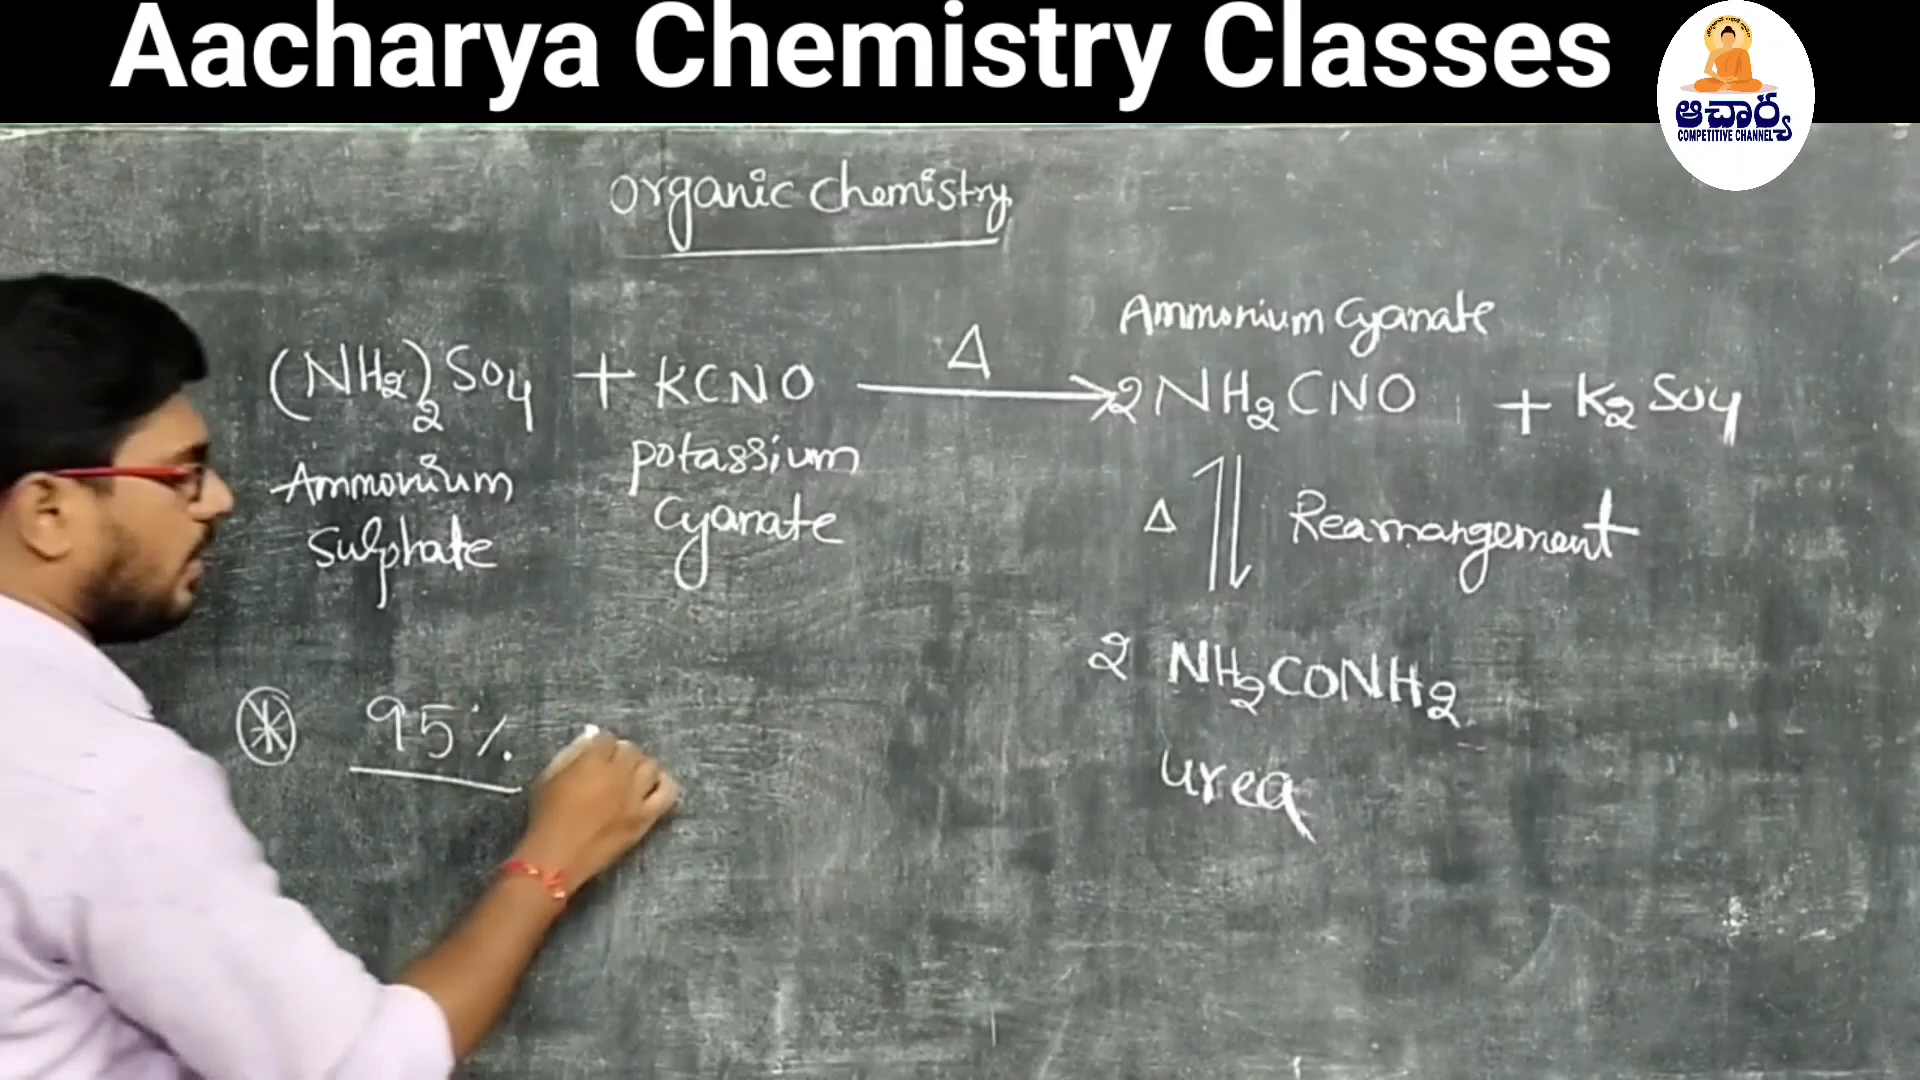 Aacharya Chemistry Classes
ఆచార్య
COMPETITIVE CHANNEL
Organic Chemistry
Ammonium Cyanate
(NH₂)₂SO₄ + KCNO Δ → 2NH₂CNO + K₂SO₄
Ammonium
Sulphate
potassium
Cyanate
Δ ⇌ Rearrangement
2 NH₂CONH₂
urea
95%